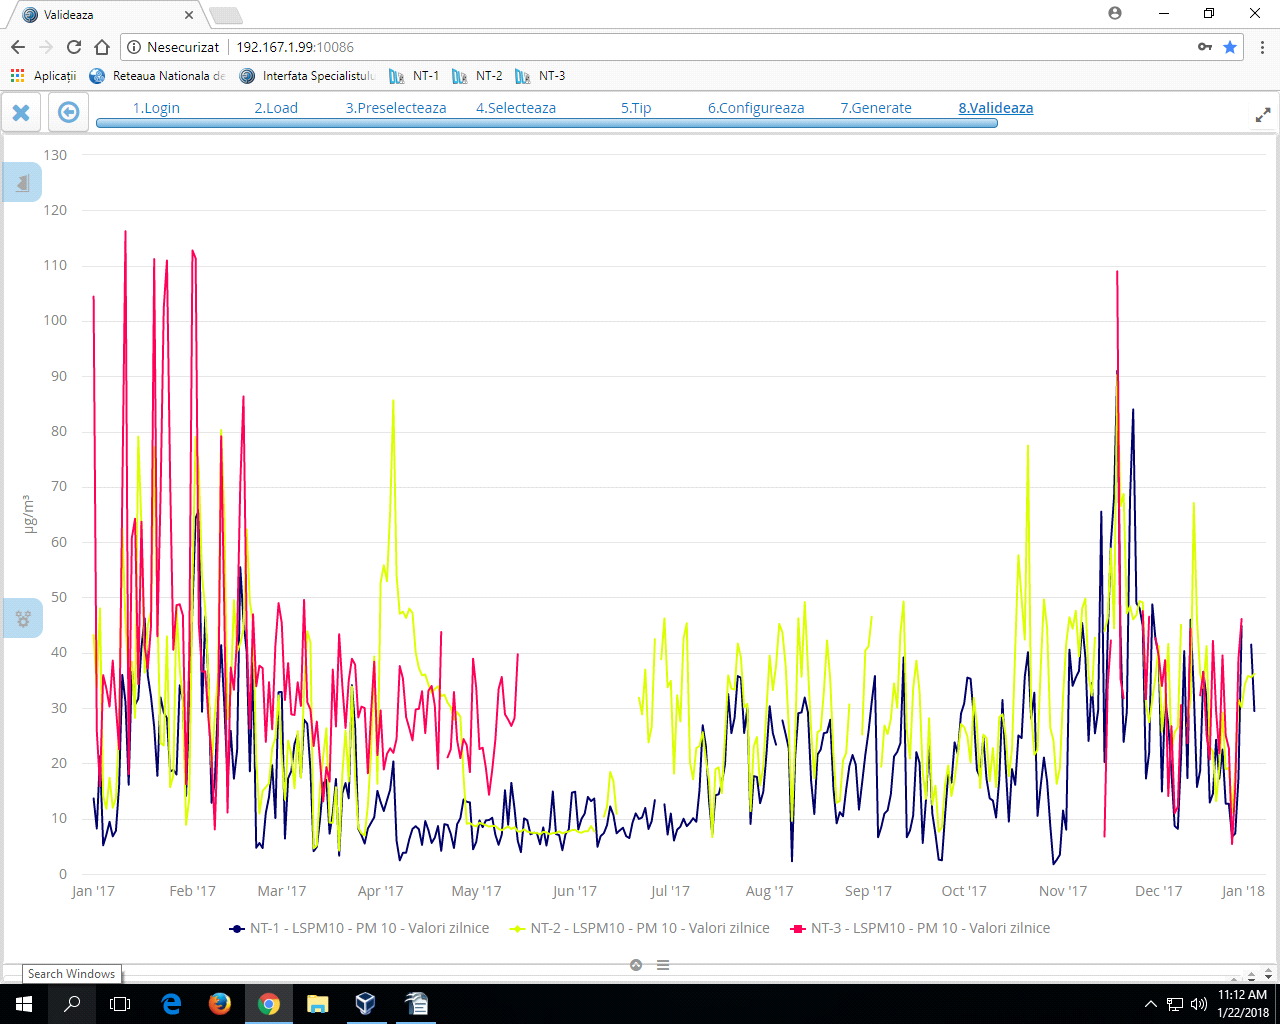 Valideaza
Nesecurizat 192.167.1.99:10086
Aplicații Reteaua Nationala de Interfata Specialistulu NT-1 NT-2 NT-3
1.Login 2.Load 3.Preselecteaza 4.Selecteaza 5.Tip 6.Configureaza 7.Generate 8.Valideaza
130
120
110
100
90
80
70
60
50
40
30
20
10
0
µg/m³
Jan '17 Feb '17 Mar '17 Apr '17 May '17 Jun '17 Jul '17 Aug '17 Sep '17 Oct '17 Nov '17 Dec '17 Jan '18
NT-1 - LSPM10 - PM 10 - Valori zilnice NT-2 - LSPM10 - PM 10 - Valori zilnice NT-3 - LSPM10 - PM 10 - Valori zilnice
Search Windows
11:12 AM
1/22/2018